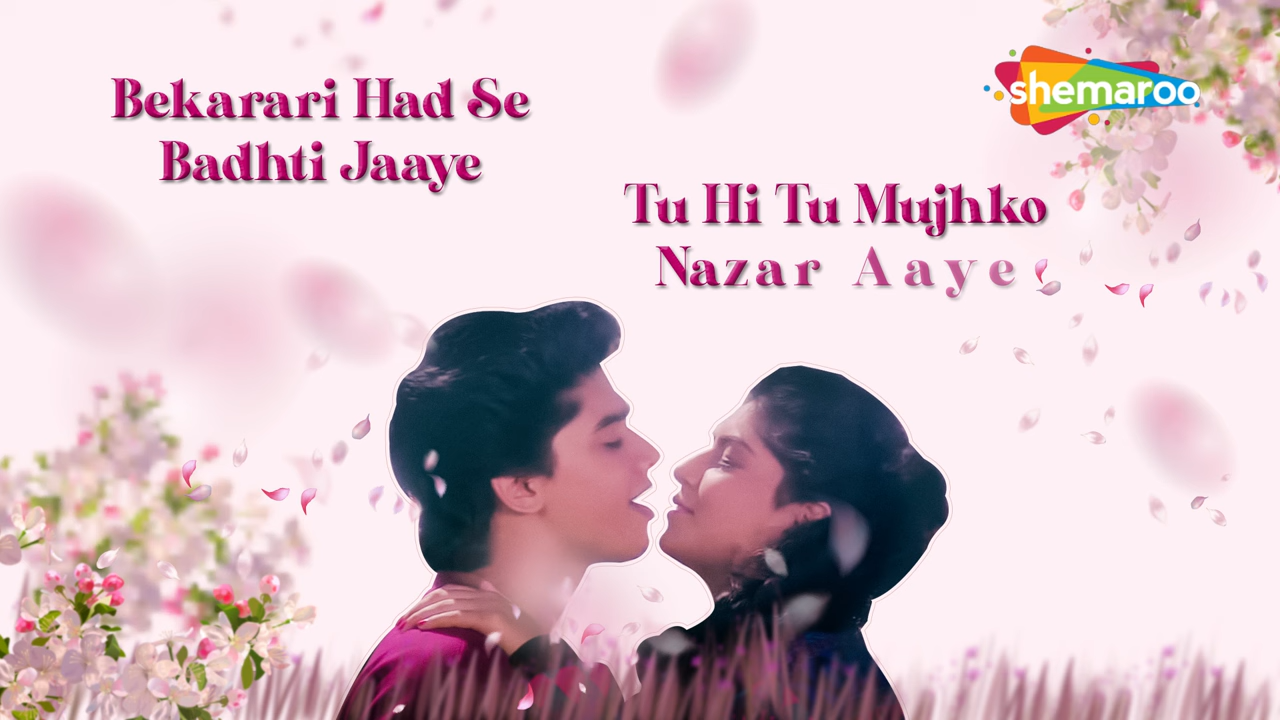 Bekarari Had Se
Badhti Jaaye
Tu Hi Tu Mujhko
Nazar Aaye
shemaroo